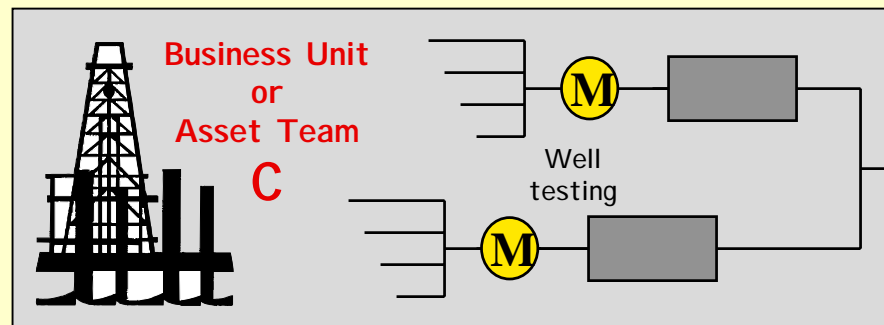 Business Unit
or
Asset Team
C
M
Well
testing
M